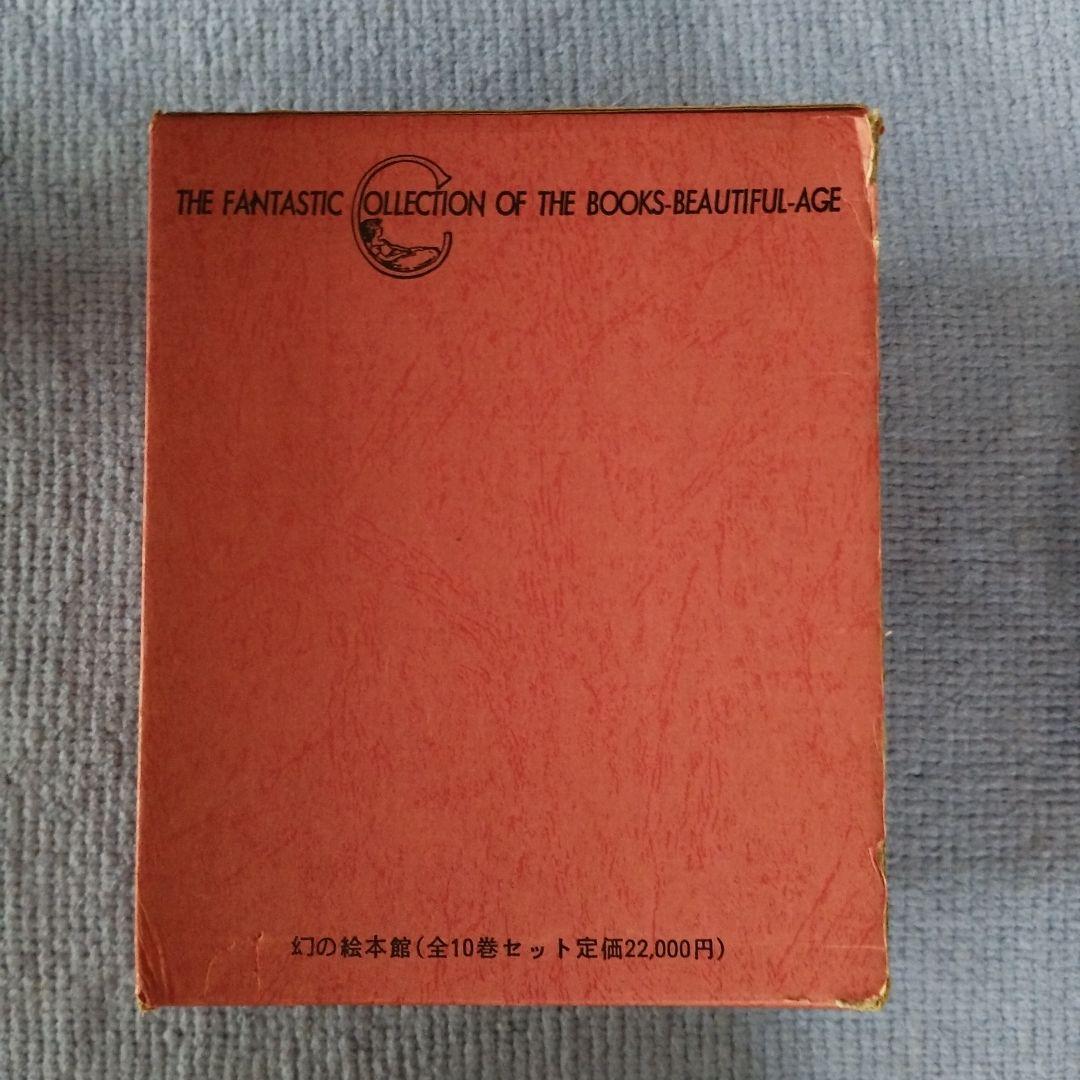 THE FANTASTIC COLLECTION OF THE BOOKS-BEAUTIFUL-AGE
幻の絵本館(全10巻セット定価22,000円)